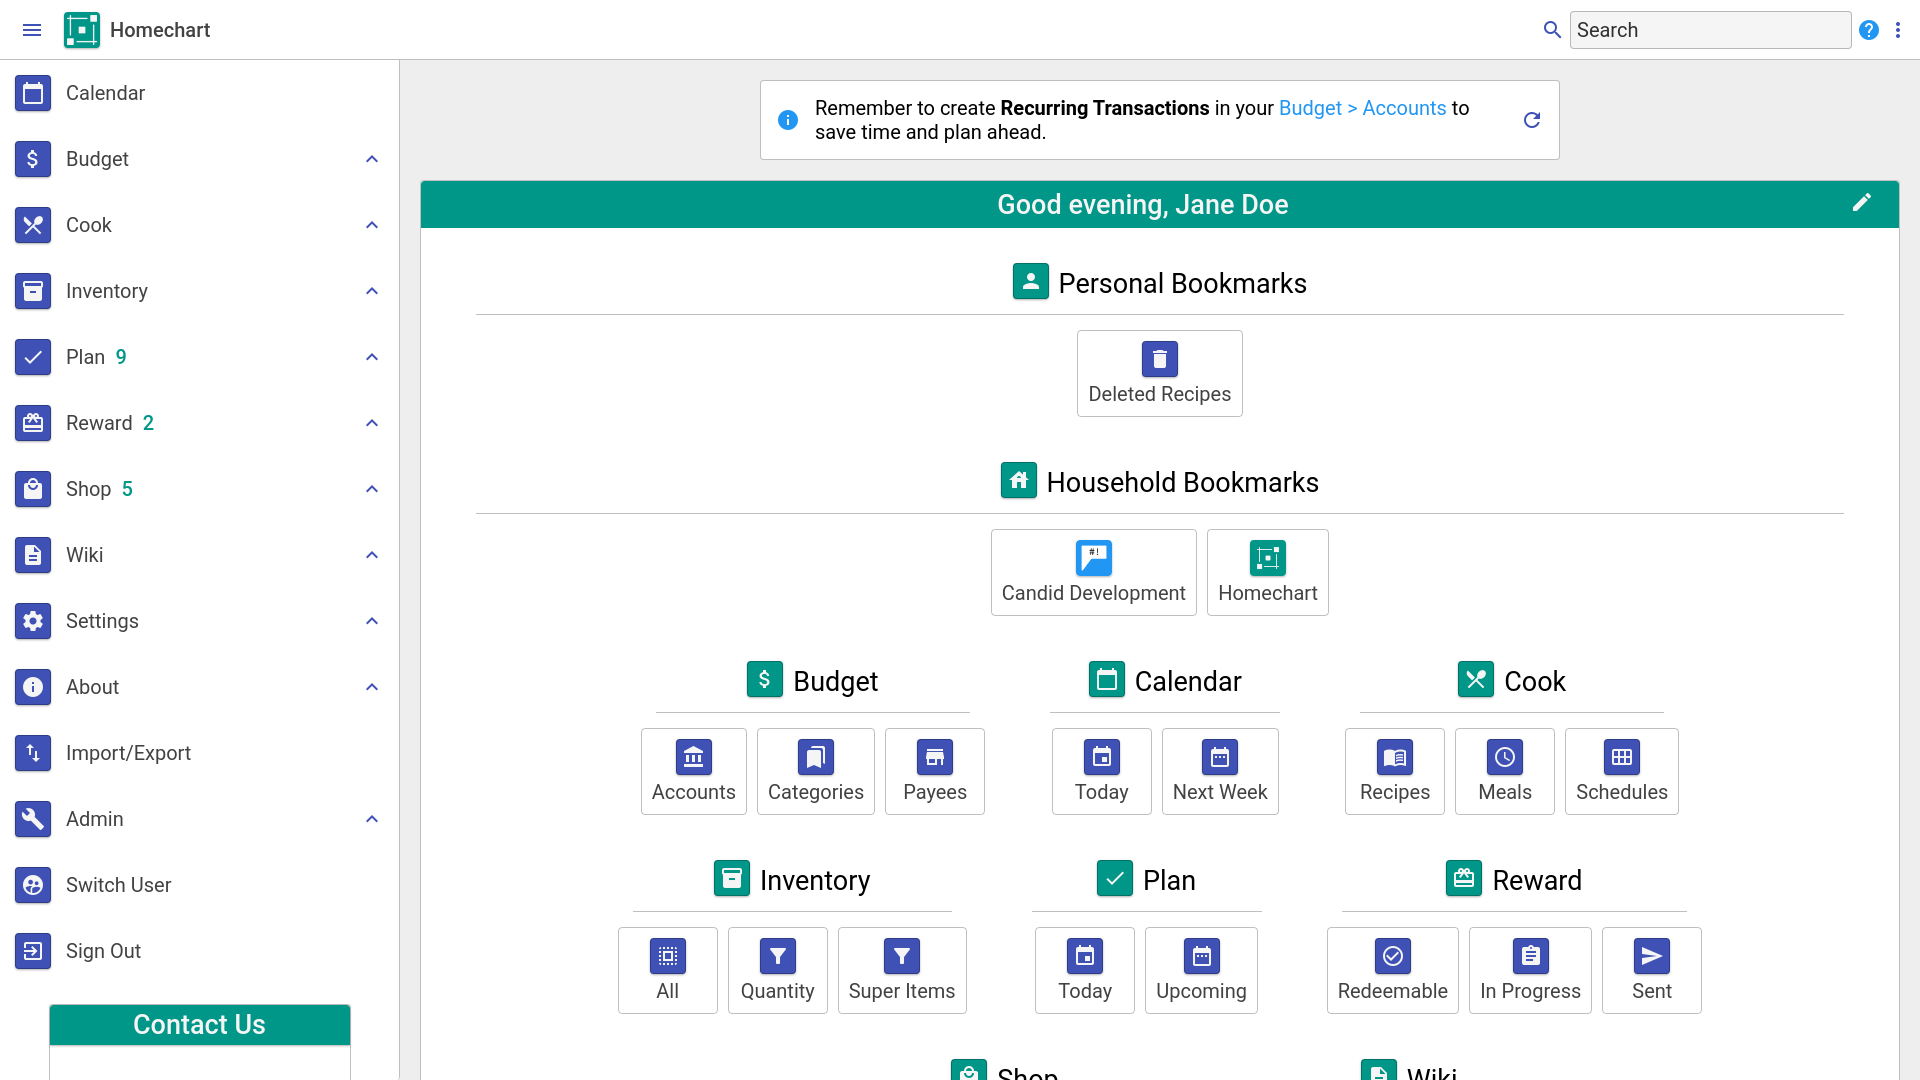 Homechart
Search
Calendar
Budget
Cook
Inventory
Plan 9
Reward 2
Shop 5
Wiki
Settings
About
Import/Export
Admin
Switch User
Sign Out
Contact Us
Remember to create Recurring Transactions in your Budget > Accounts to
save time and plan ahead.
Good evening, Jane Doe
Personal Bookmarks
Deleted Recipes
Household Bookmarks
#!
Candid Development
Homechart
Budget
Accounts
Categories
Payees
Calendar
Today
Next Week
Cook
Recipes
Meals
Schedules
Inventory
All
Quantity
Super Items
Plan
Today
Upcoming
Reward
Redeemable
In Progress
Sent
Shop
Wiki